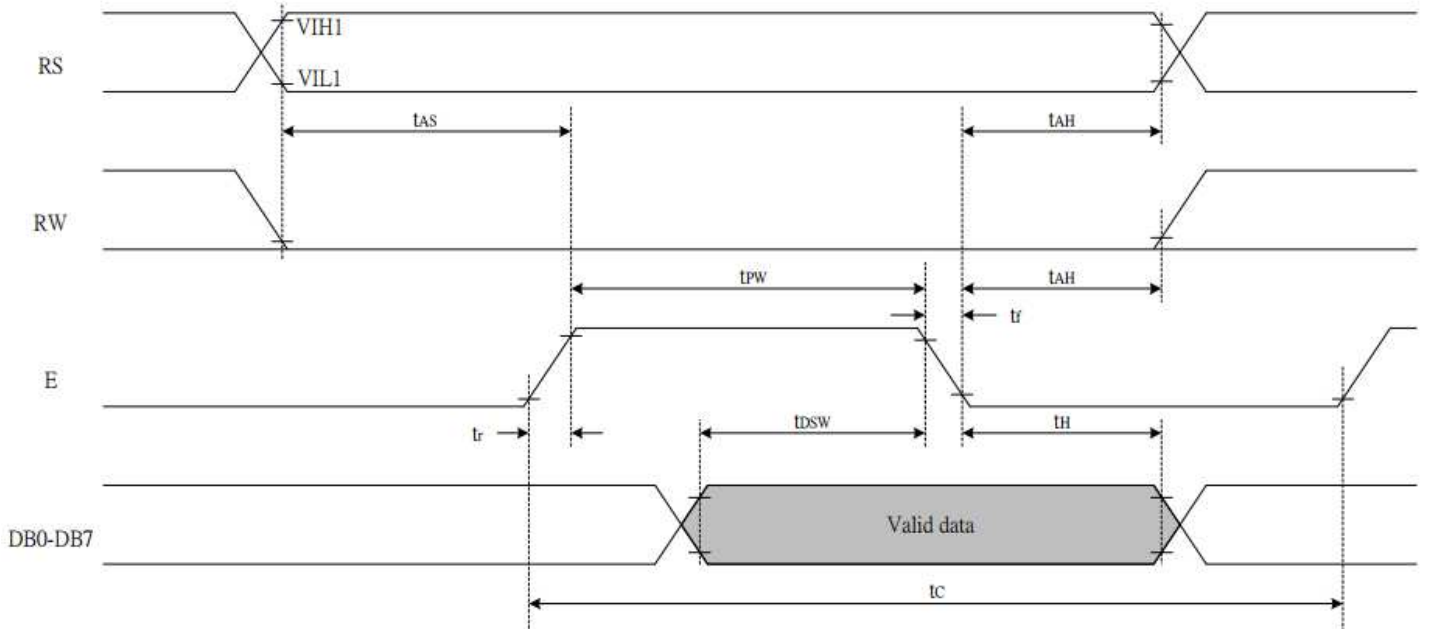 VIH1
RS
VIL1
tAS
tAH
RW
tPW
tAH
tf
E
tr
tDSW
tH
DB0-DB7
Valid data
tC